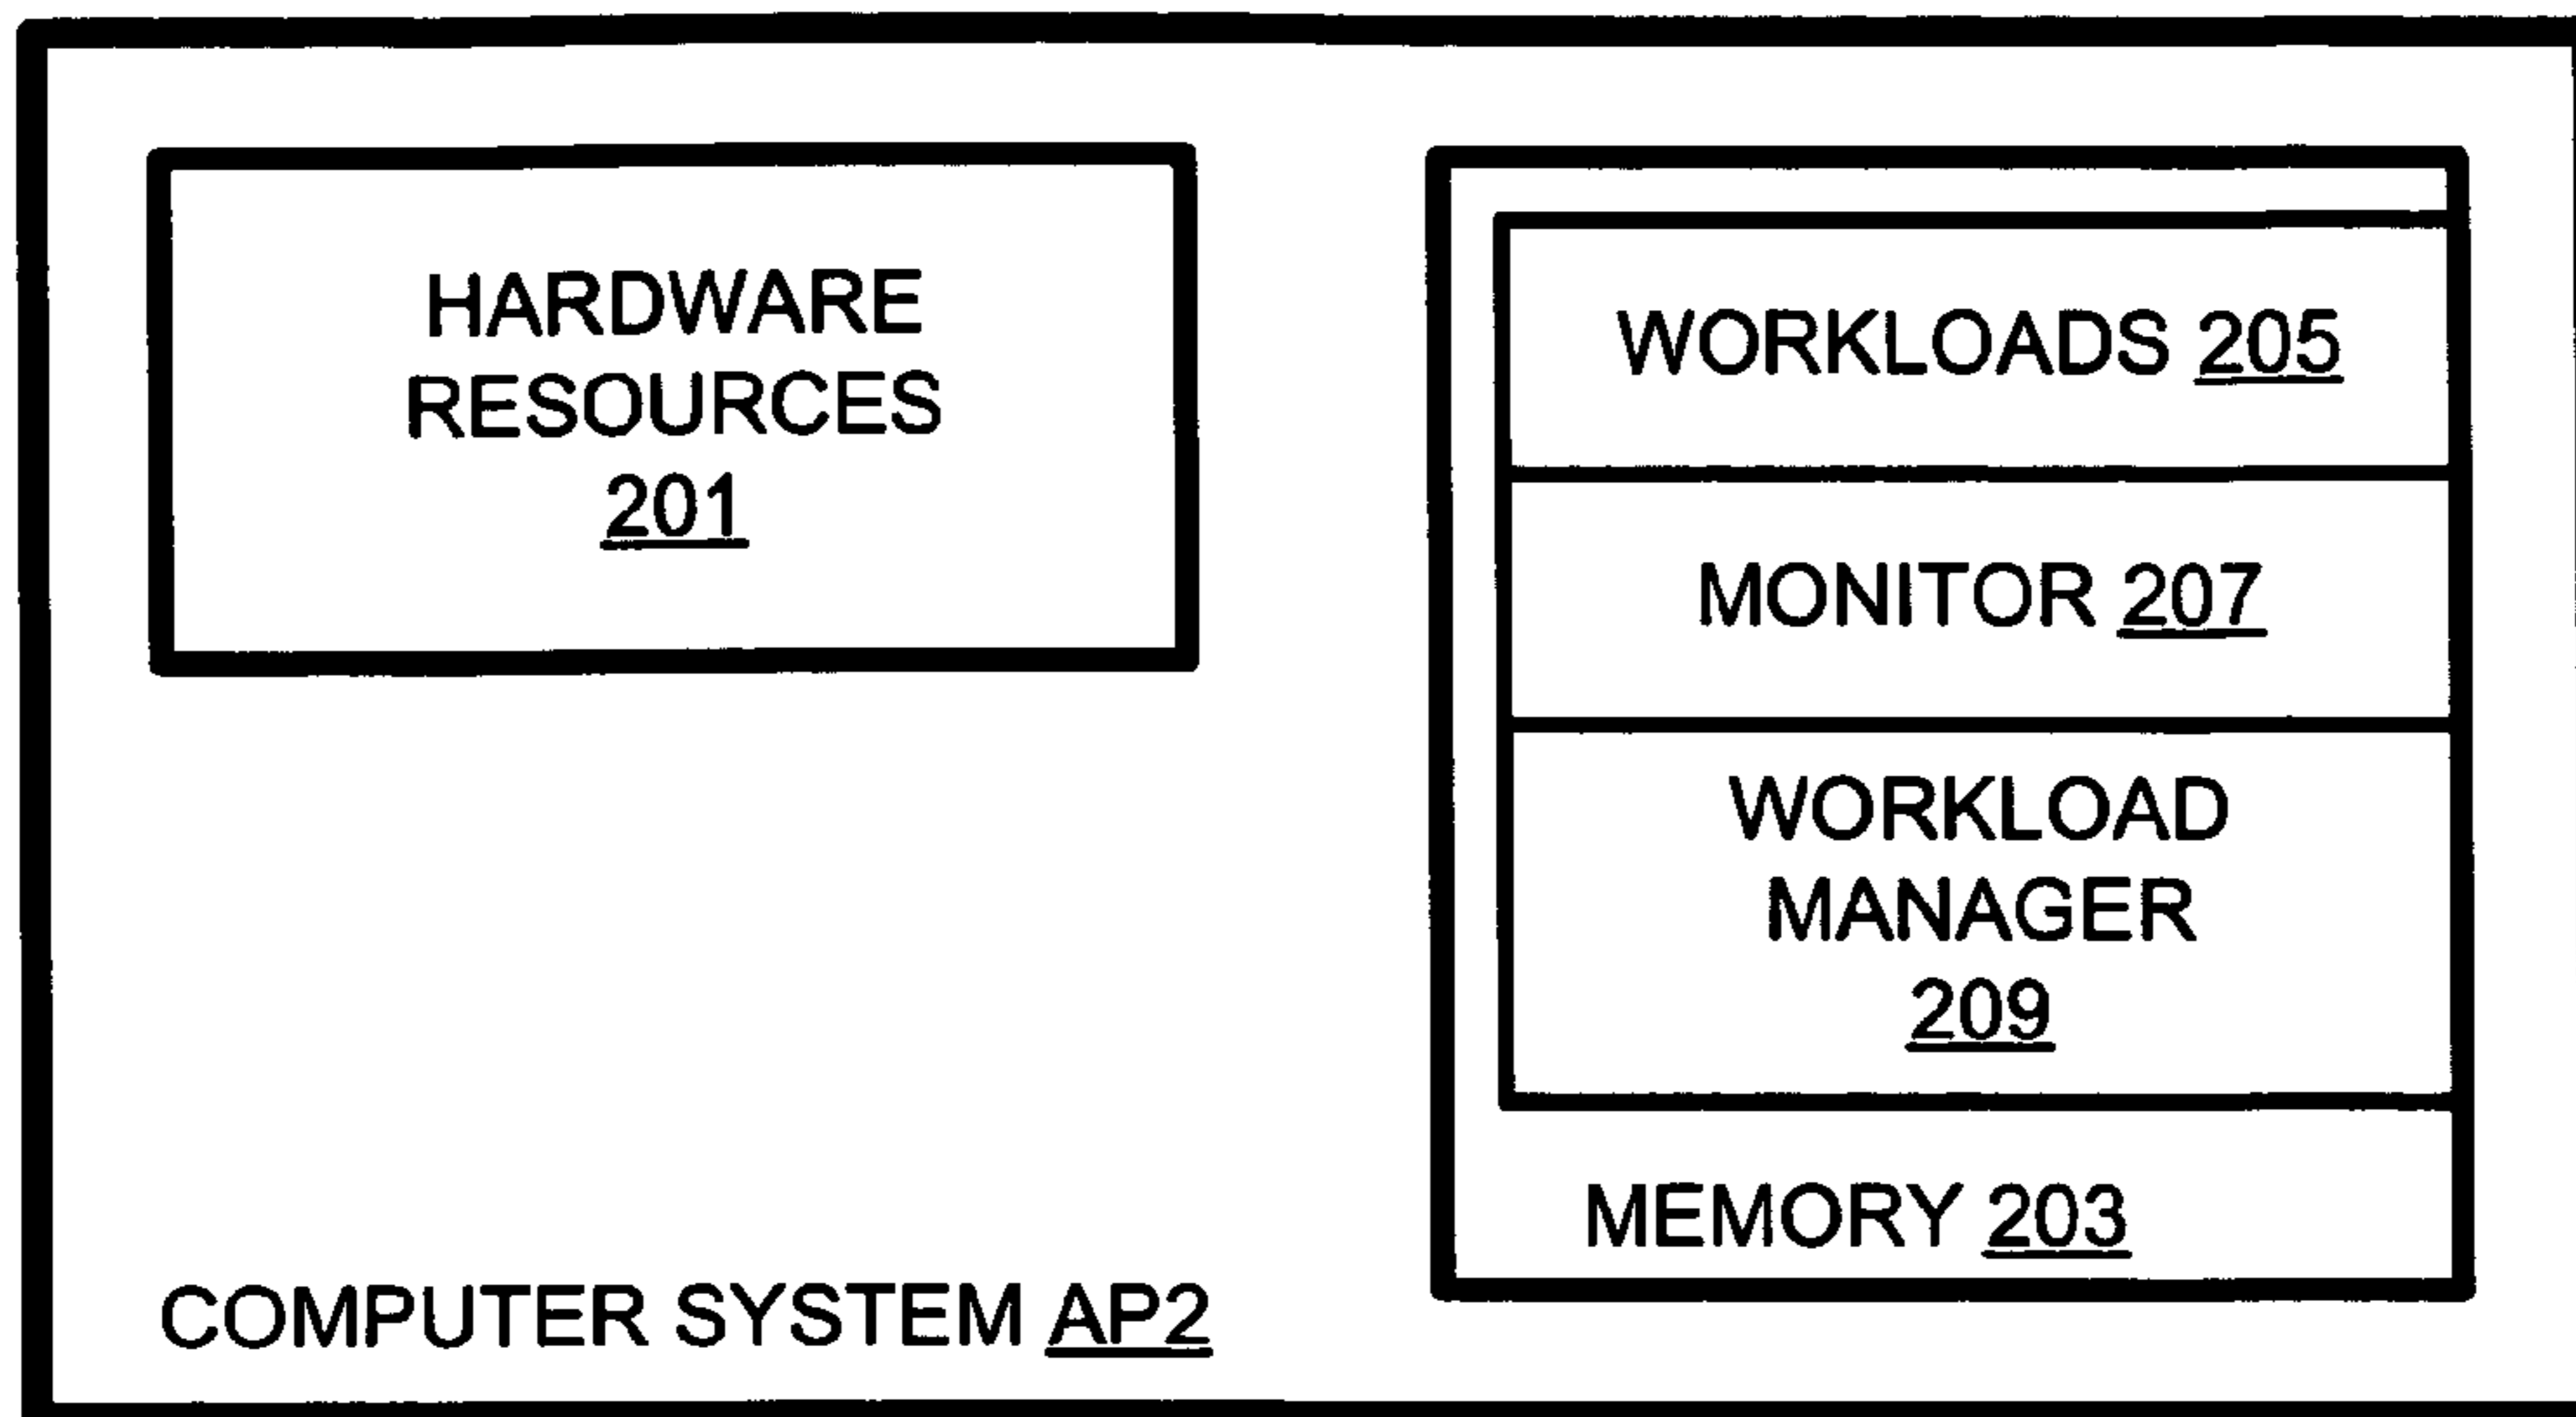 HARDWARE
RESOURCES
201
WORKLOADS 205
MONITOR 207
WORKLOAD
MANAGER
209
MEMORY 203
COMPUTER SYSTEM AP2